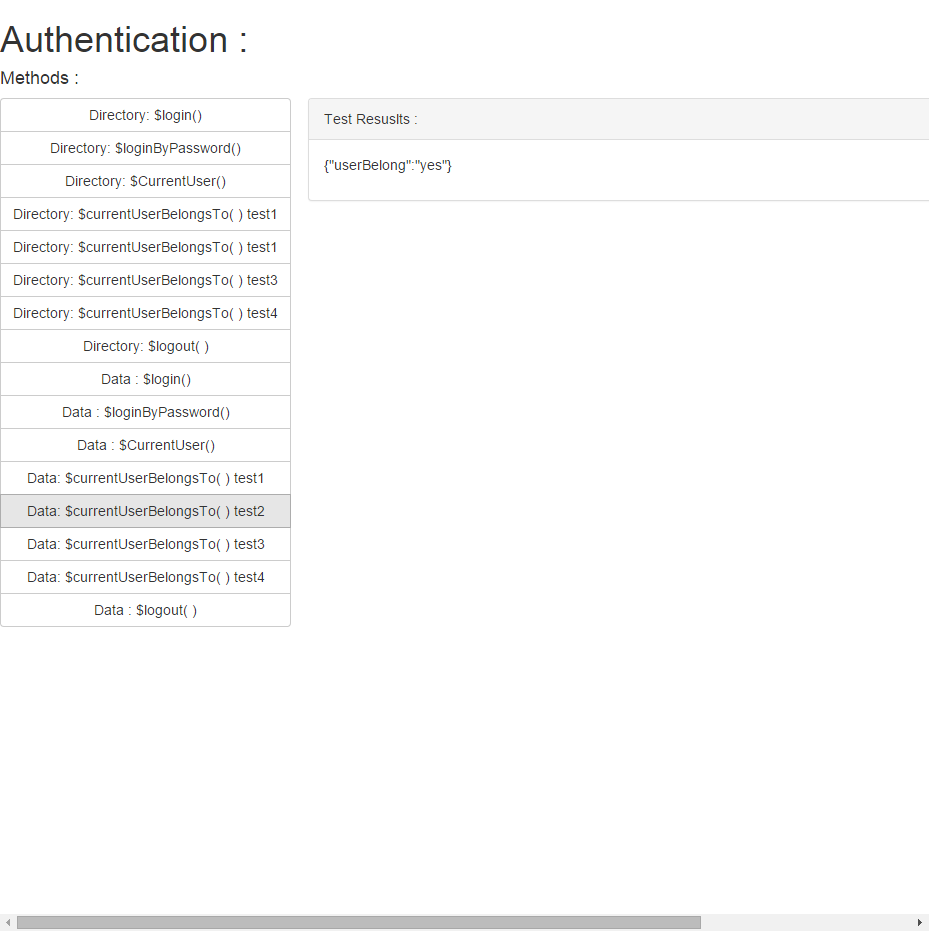 Authentication :
Methods :
Directory: $login()
Directory: $loginByPassword()
Directory: $CurrentUser()
Directory: $currentUserBelongsTo( ) test1
Directory: $currentUserBelongsTo( ) test1
Directory: $currentUserBelongsTo( ) test3
Directory: $currentUserBelongsTo( ) test4
Directory: $logout( )
Data : $login()
Data : $loginByPassword()
Data : $CurrentUser()
Data: $currentUserBelongsTo( ) test1
Data: $currentUserBelongsTo( ) test2
Data: $currentUserBelongsTo( ) test3
Data: $currentUserBelongsTo( ) test4
Data : $logout( )
Test Resuslts :
{"userBelong":"yes"}